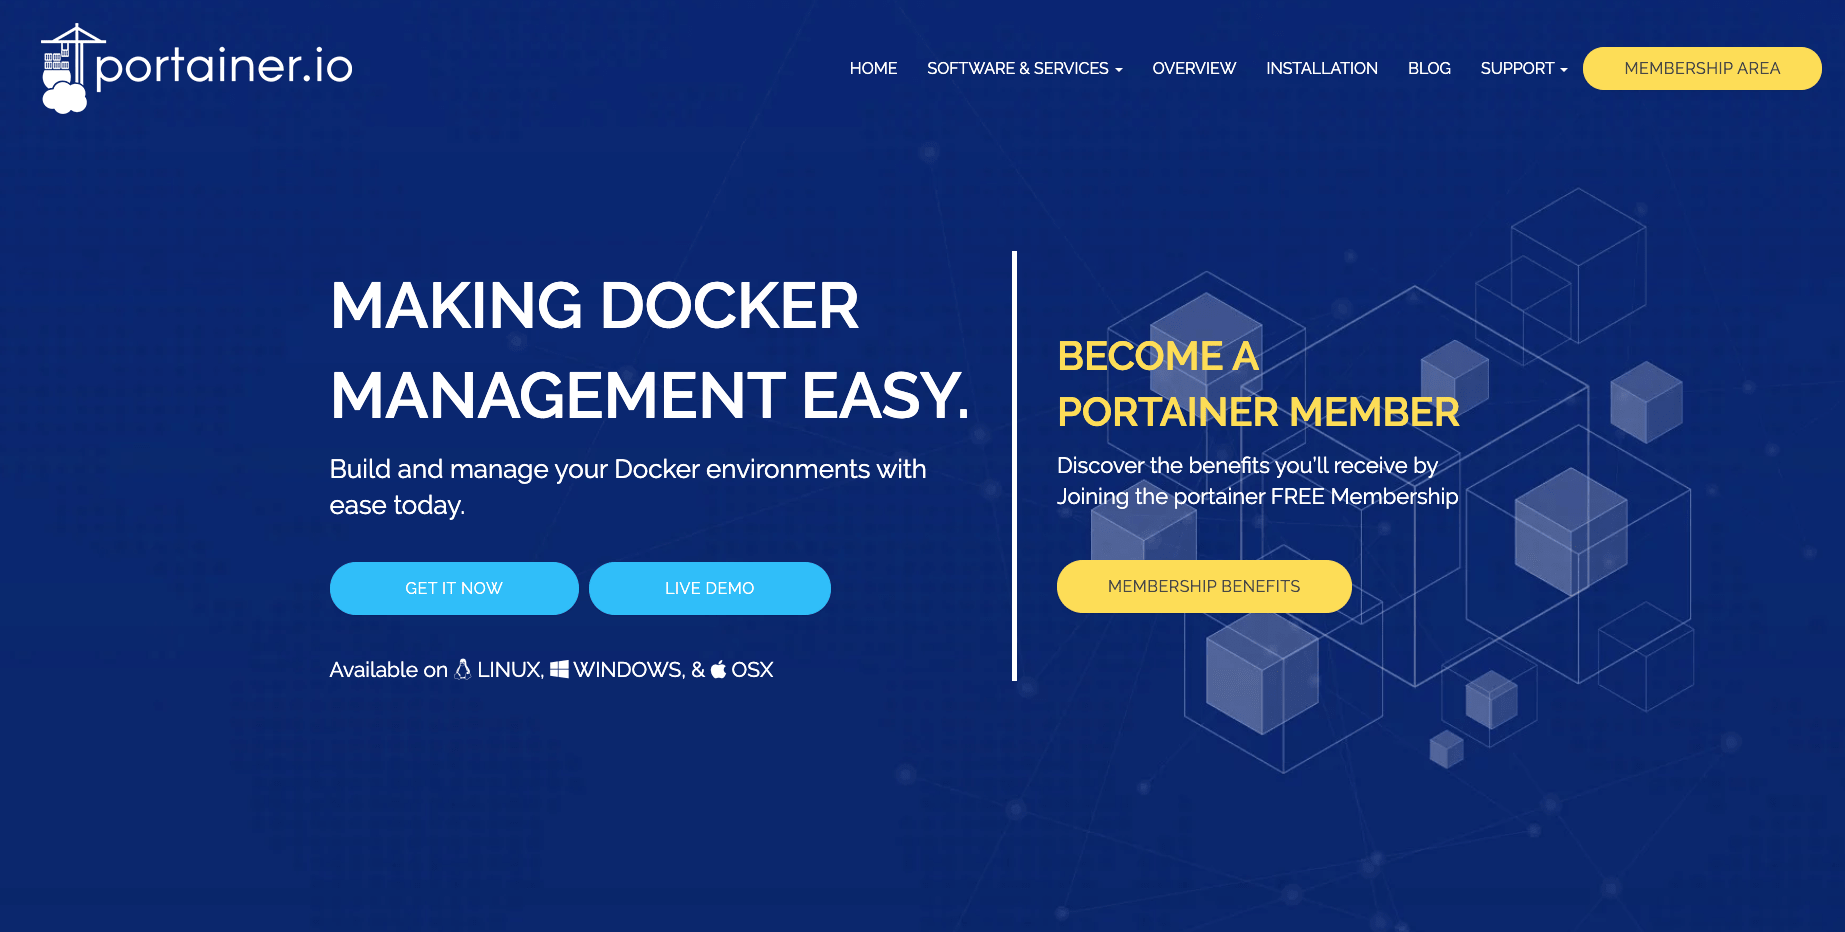 portainer.io
HOME SOFTWARE & SERVICES OVERVIEW INSTALLATION BLOG SUPPORT MEMBERSHIP AREA
MAKING DOCKER
MANAGEMENT EASY.
Build and manage your Docker environments with
ease today.
GET IT NOW LIVE DEMO
Available on LINUX, WINDOWS, & OSX
BECOME A
PORTAINER MEMBER
Discover the benefits you'll receive by
Joining the portainer FREE Membership
MEMBERSHIP BENEFITS